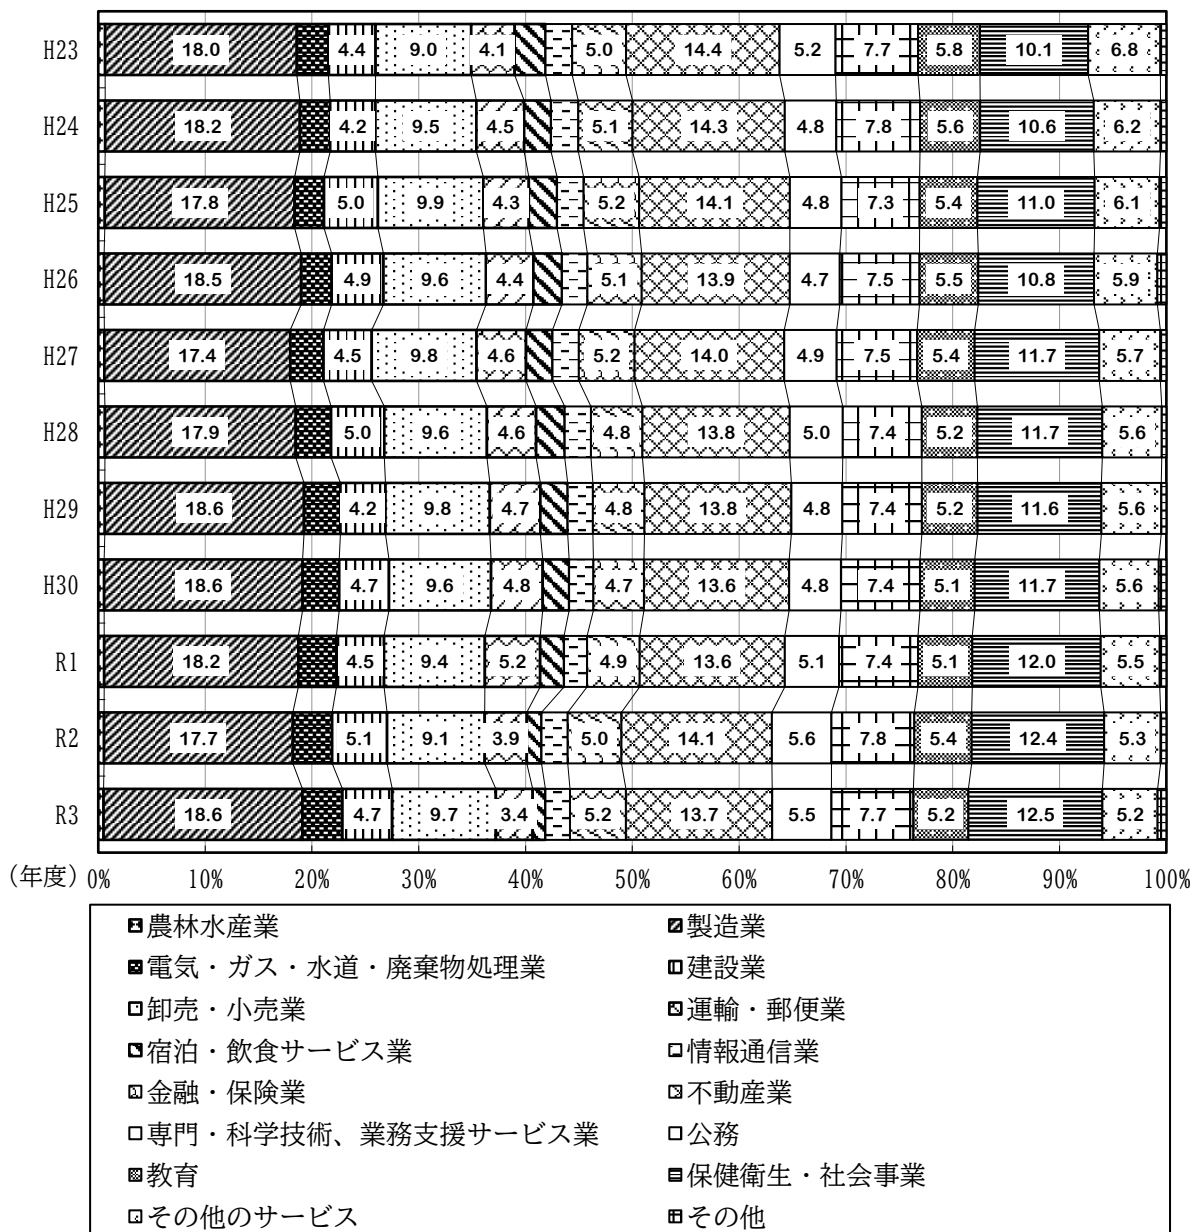 H23 18.0 4.4 9.0 4.1 5.0 14.4 5.2 7.7 5.8 10.1 6.8
H24 18.2 4.2 9.5 4.5 5.1 14.3 4.8 7.8 5.6 10.6 6.2
H25 17.8 5.0 9.9 4.3 5.2 14.1 4.8 7.3 5.4 11.0 6.1
H26 18.5 4.9 9.6 4.4 5.1 13.9 4.7 7.5 5.5 10.8 5.9
H27 17.4 4.5 9.8 4.6 5.2 14.0 4.9 7.5 5.4 11.7 5.7
H28 17.9 5.0 9.6 4.6 4.8 13.8 5.0 7.4 5.2 11.7 5.6
H29 18.6 4.2 9.8 4.7 4.8 13.8 4.8 7.4 5.2 11.6 5.6
H30 18.6 4.7 9.6 4.8 4.7 13.6 4.8 7.4 5.1 11.7 5.6
R1 18.2 4.5 9.4 5.2 4.9 13.6 5.1 7.4 5.1 12.0 5.5
R2 17.7 5.1 9.1 3.9 5.0 14.1 5.6 7.8 5.4 12.4 5.3
R3 18.6 4.7 9.7 3.4 5.2 13.7 5.5 7.7 5.2 12.5 5.2
(年度) 0% 10% 20% 30% 40% 50% 60% 70% 80% 90% 100%
農林水産業 製造業
電気・ガス・水道・廃棄物処理業 建設業
卸売・小売業 運輸・郵便業
宿泊・飲食サービス業 情報通信業
金融・保険業 不動産業
専門・科学技術、業務支援サービス業 公務
教育 保健衛生・社会事業
その他のサービス その他